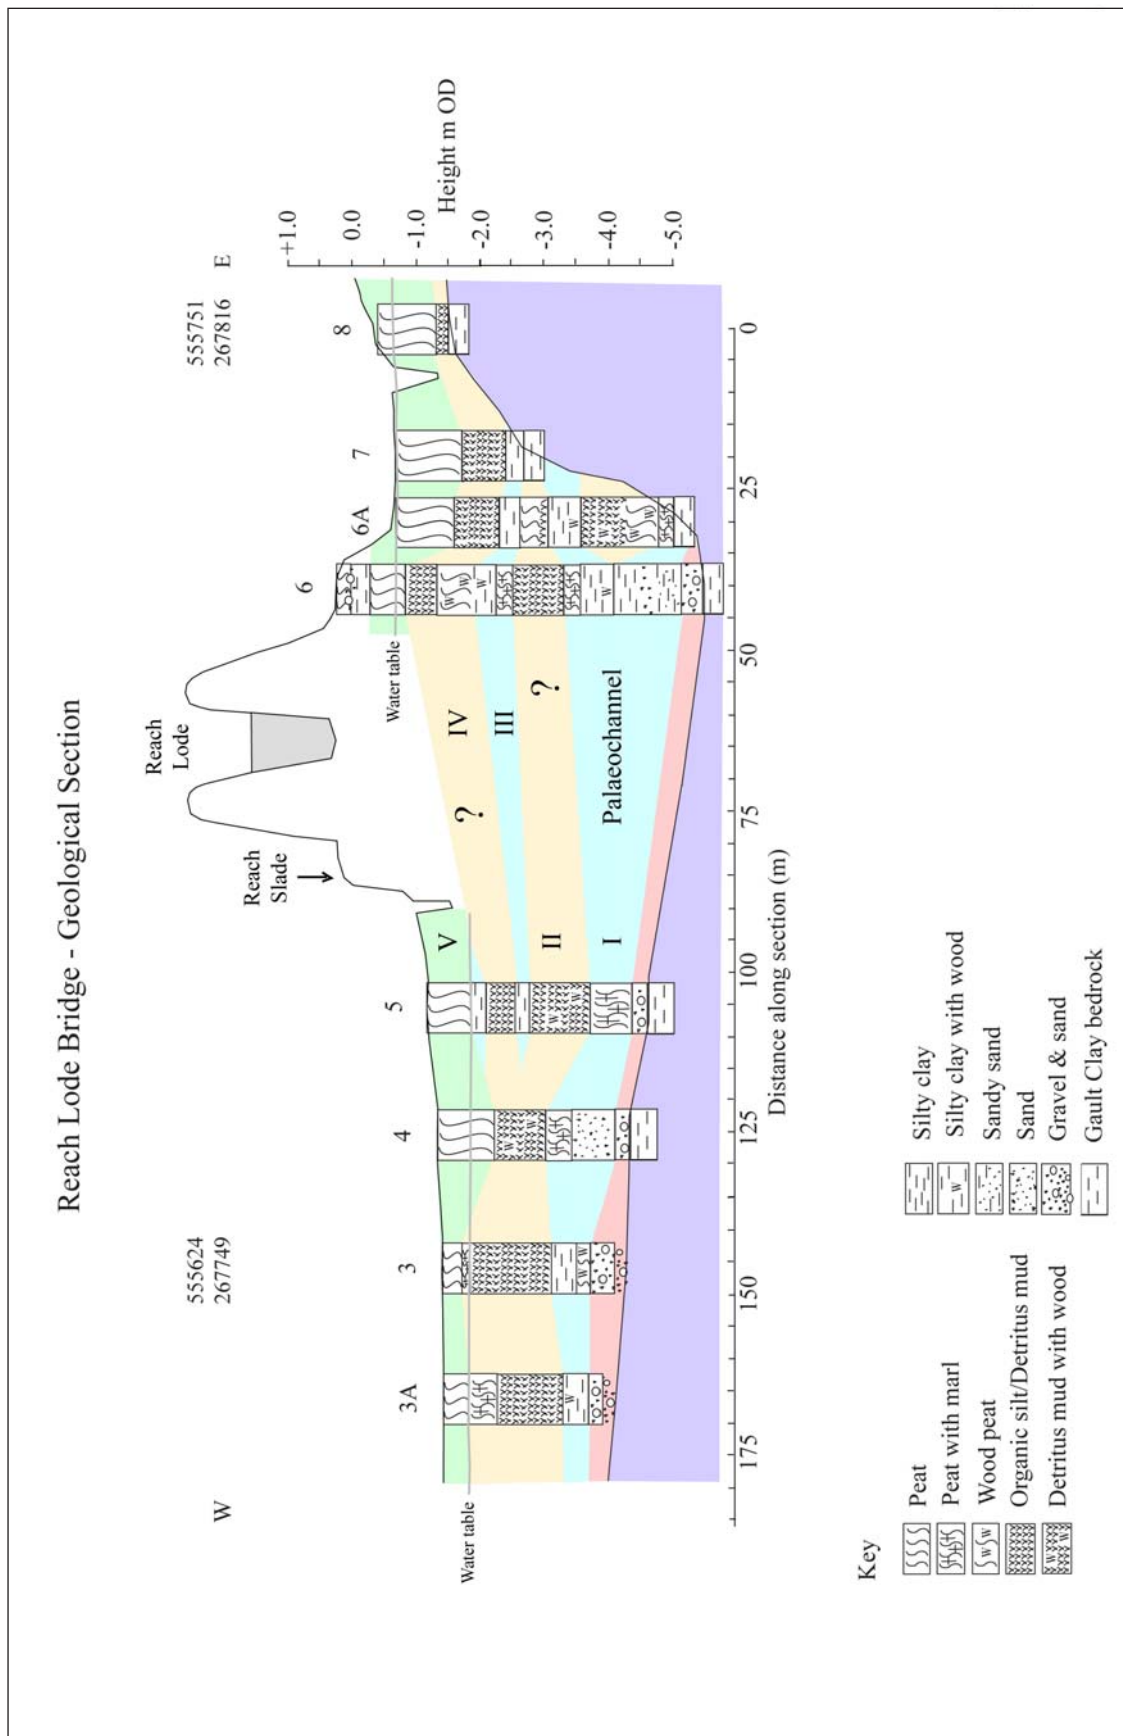 Reach Lode Bridge - Geological Section
W
555624
267749
555751
267816
E
Reach
Slade
Reach
Lode
3A
3
4
5
6
6A
7
8
+1.0
0.0
-1.0
-2.0
-3.0
-4.0
-5.0
Height m OD
Water table
Water table
V
IV
?
III
II
?
I
Palaeochannel
175
150
125
100
75
50
25
0
Distance along section (m)
Key
Peat
Peat with marl
Wood peat
Organic silt/Detritus mud
Detritus mud with wood
Silty clay
Silty clay with wood
Sandy sand
Sand
Gravel & sand
Gault Clay bedrock